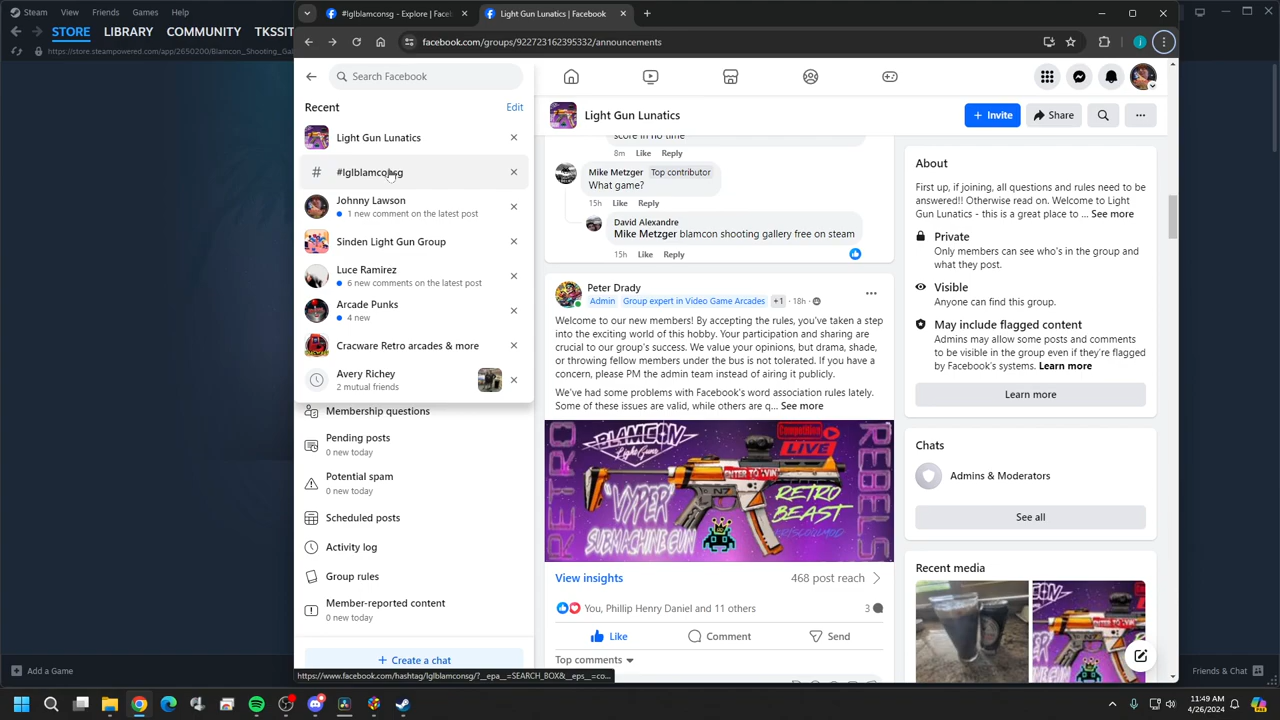 Steam View Friends Games Help
STORE LIBRARY COMMUNITY TKSSIT
https://store.steampowered.com/app/2650200/Blamcon_Shooting_Gal
#lglblamconsg - Explore | Faceb
Light Gun Lunatics | Facebook
facebook.com/groups/922723162395332/announcements
Search Facebook
Recent
Edit
Light Gun Lunatics
#lglblamconsg
Johnny Lawson
1 new comment on the latest post
Sinden Light Gun Group
Luce Ramirez
6 new comments on the latest post
Arcade Punks
4 new
Cracware Retro arcades & more
Avery Richey
2 mutual friends
Membership questions
Pending posts
0 new today
Potential spam
0 new today
Scheduled posts
Activity log
Group rules
Member-reported content
0 new today
+ Create a chat
https://www.facebook.com/hashtag/lglblamconsg/?__epa__=SEARCH_BOX&__eps__=co...
Light Gun Lunatics
+ Invite
Share
score in no time
8m Like Reply
Mike Metzger Top contributor
What game?
15h Like Reply
David Alexandre
Mike Metzger blamcon shooting gallery free on steam
15h Like Reply
Peter Drady
Admin Group expert in Video Game Arcades +1 · 18h ·
Welcome to our new members! By accepting the rules, you've taken a step
into the exciting world of this hobby. Your participation and sharing are
crucial to our group's success. We value your opinions, but drama, shade,
or throwing fellow members under the bus is not tolerated. If you have a
concern, please PM the admin team instead of airing it publicly.
We've had some problems with Facebook's word association rules lately.
Some of these issues are valid, while others are q... See more
RETRO
BLAMCON
Light Gun
Competition
LIVE
ENTER TO WIN
N7
"VYPER"
SUBMACHINE GUN
RETRO
BEAST
REBELS
View insights
468 post reach
You, Phillip Henry Daniel and 11 others
3
Like
Comment
Send
Top comments
About
First up, if joining, all questions and rules need to be
answered!! Otherwise read on. Welcome to Light
Gun Lunatics - this is a great place to ... See more
Private
Only members can see who's in the group and
what they post.
Visible
Anyone can find this group.
May include flagged content
Admins may allow some posts and comments
to be visible in the group even if they're flagged
by Facebook's systems. Learn more
Learn more
Chats
Admins & Moderators
See all
Recent media
Add a Game
Friends & Chat
11:49 AM
4/26/2024